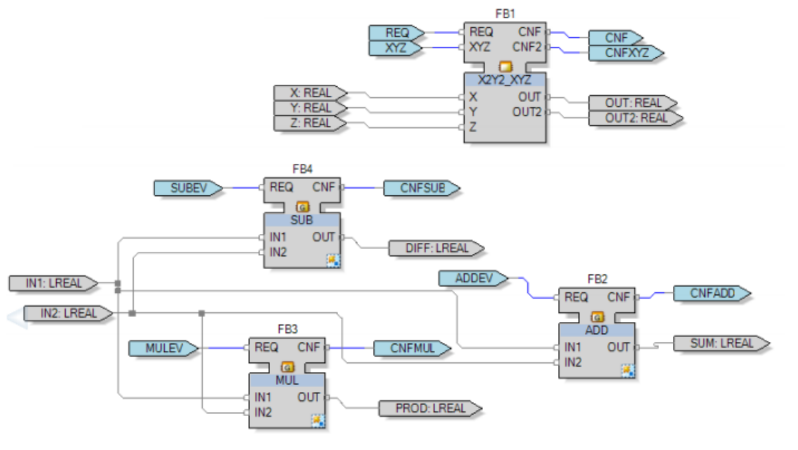 FB1
REQ
REQ
CNF
CNF
XYZ
XYZ
CNF2
CNFXYZ
X2Y2_XYZ
X: REAL
X
OUT
OUT: REAL
Y: REAL
Y
OUT2
OUT2: REAL
Z: REAL
Z
FB4
SUBEV
REQ
CNF
CNFSUB
SUB
IN1
OUT
DIFF: LREAL
IN2
IN1: LREAL
IN2: LREAL
ADDEV
FB2
REQ
CNF
CNFADD
ADD
IN1
OUT
SUM: LREAL
IN2
FB3
MULEV
REQ
CNF
CNFMUL
MUL
IN1
OUT
PROD: LREAL
IN2